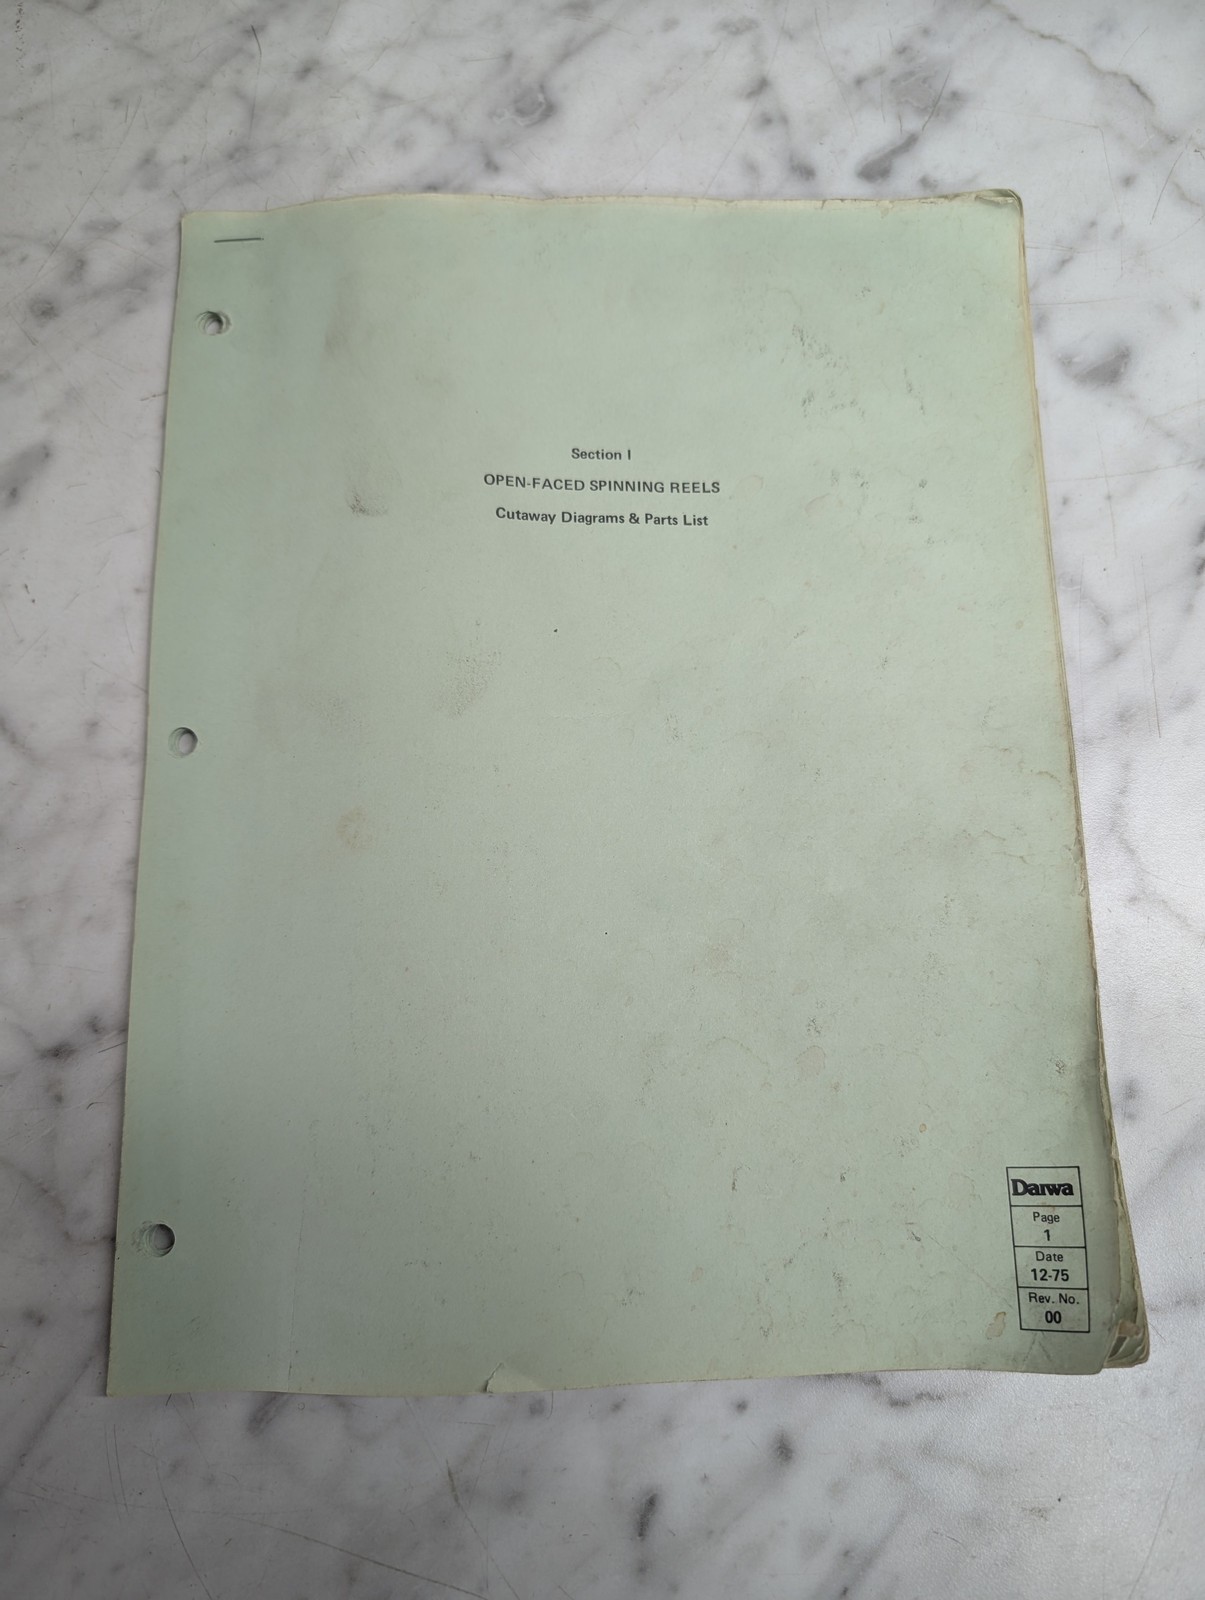 Section I
OPEN-FACED SPINNING REELS
Cutaway Diagrams & Parts List
Daiwa
Page
1
Date
12-75
Rev. No.
00